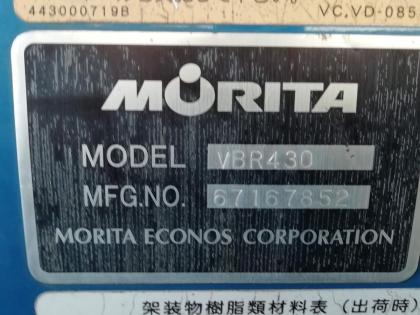 443000719B
VC,VD-085
MORITA
MODEL VBR430
MFG.NO. 67167852
MORITA ECONOS CORPORATION
架装物樹脂類材料表 (出荷時)